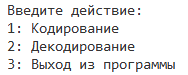 Введите действие:
1: Кодирование
2: Декодирование
3: Выход из программы